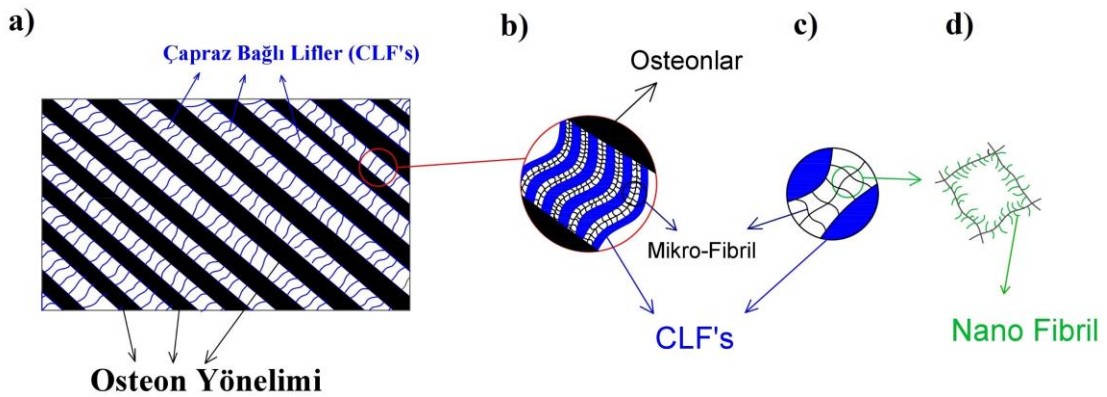 a)
Çapraz Bağlı Lifler (CLF's)
Osteon Yönelimi
b)
Osteonlar
Mikro-Fibril
CLF's
c)
d)
Nano Fibril